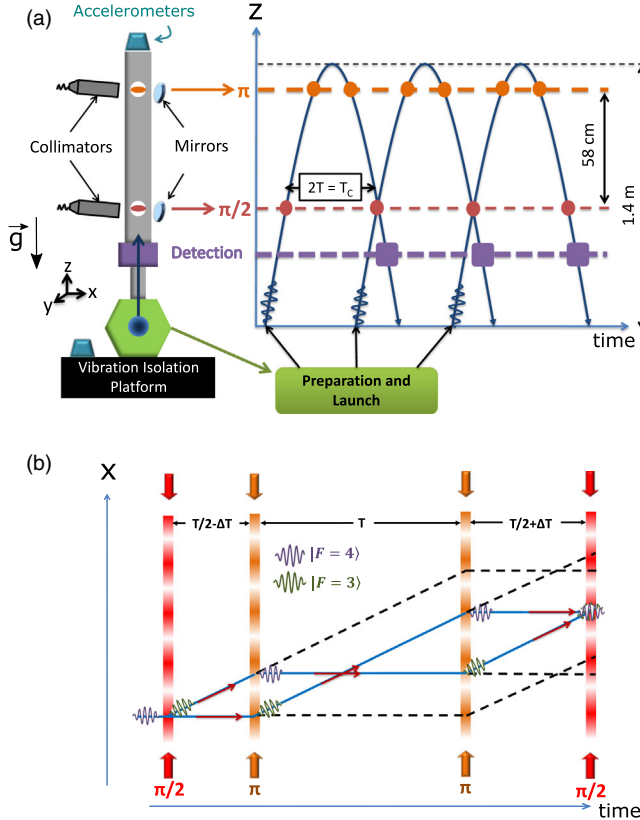 (a)
Accelerometers
Z
π
Collimators
Mirrors
58 cm
2T = T_C
1.4 m
π/2
g
Detection
z
x
y
time
Vibration Isolation
Platform
Preparation and
Launch
(b)
X
T/2-ΔT
T
T/2+ΔT
|F = 4⟩
|F = 3⟩
π/2
π
π
π/2
time